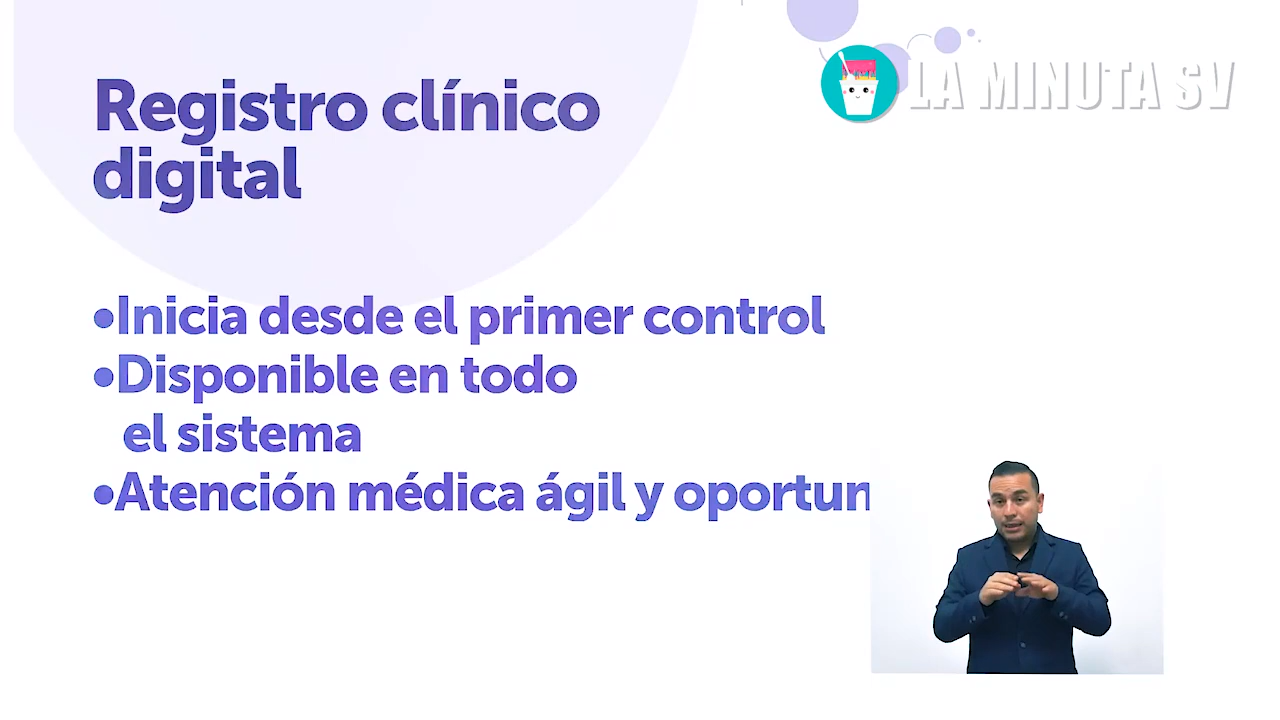 LA MINUTA SV
Registro clínico
digital
•Inicia desde el primer control
•Disponible en todo
el sistema
•Atención médica ágil y oportun